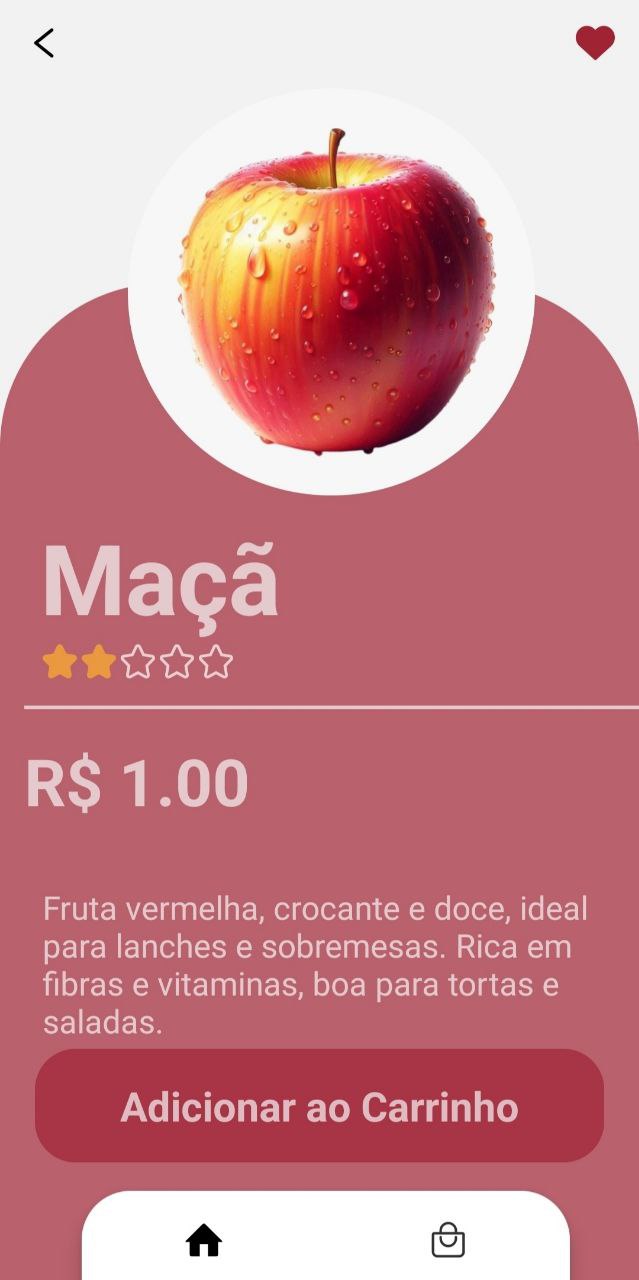 Maçã
R$ 1.00
Fruta vermelha, crocante e doce, ideal
para lanches e sobremesas. Rica em
fibras e vitaminas, boa para tortas e
saladas.
Adicionar ao Carrinho